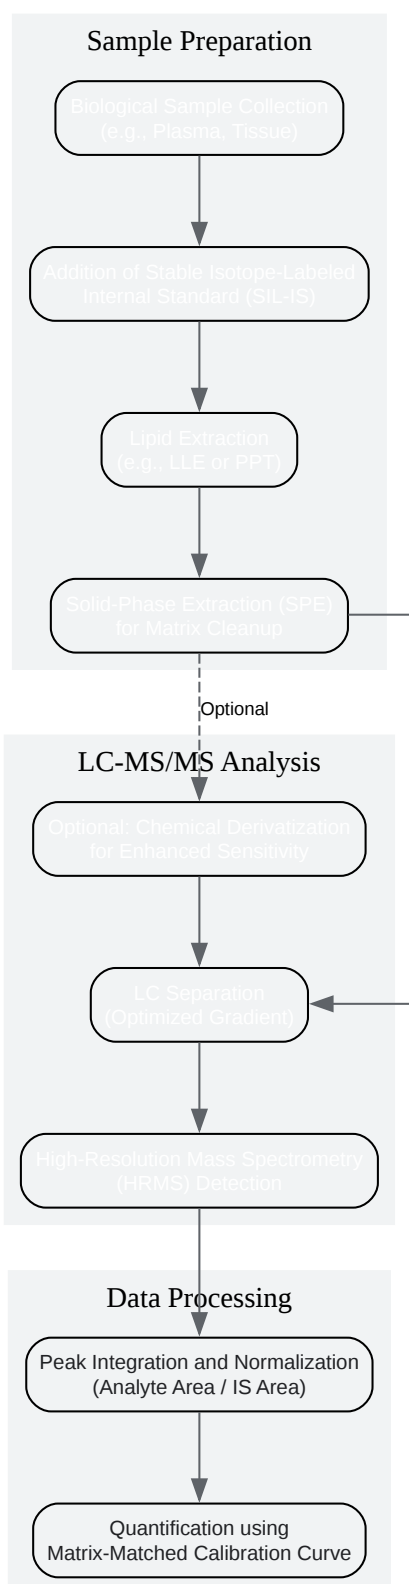 Sample Preparation
Biological Sample Collection
(e.g., Plasma, Tissue)
Addition of Stable Isotope-Labeled
Internal Standard (SIL-IS)
Lipid Extraction
(e.g., LLE or PPT)
Solid-Phase Extraction (SPE)
for Matrix Cleanup
Optional
LC-MS/MS Analysis
Optional: Chemical Derivatization
for Enhanced Sensitivity
LC Separation
(Optimized Gradient)
High-Resolution Mass Spectrometry
(HRMS) Detection
Data Processing
Peak Integration and Normalization
(Analyte Area / IS Area)
Quantification using
Matrix-Matched Calibration Curve